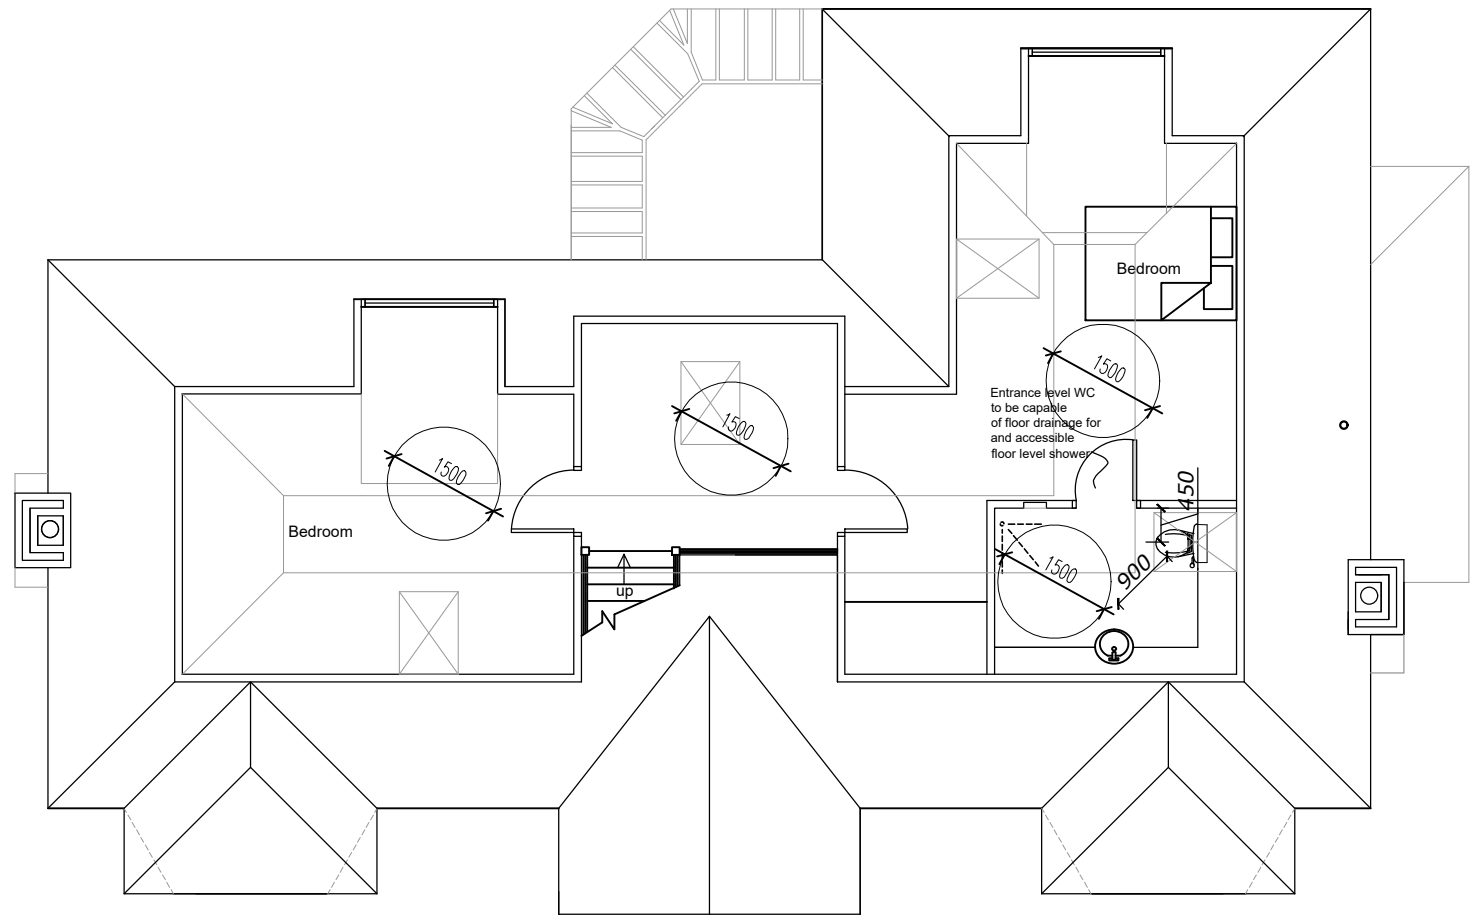 Bedroom
1500
Entrance level WC
to be capable
of floor drainage for
and accessible
floor level shower
1500
1500
450
Bedroom
1500
900
up